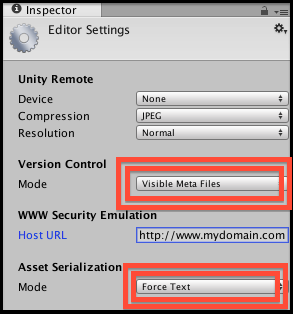 Inspector
Editor Settings
Unity Remote
Device None
Compression JPEG
Resolution Normal
Version Control
Mode Visible Meta Files
WWW Security Emulation
Host URL http://www.mydomain.com
Asset Serialization
Mode Force Text